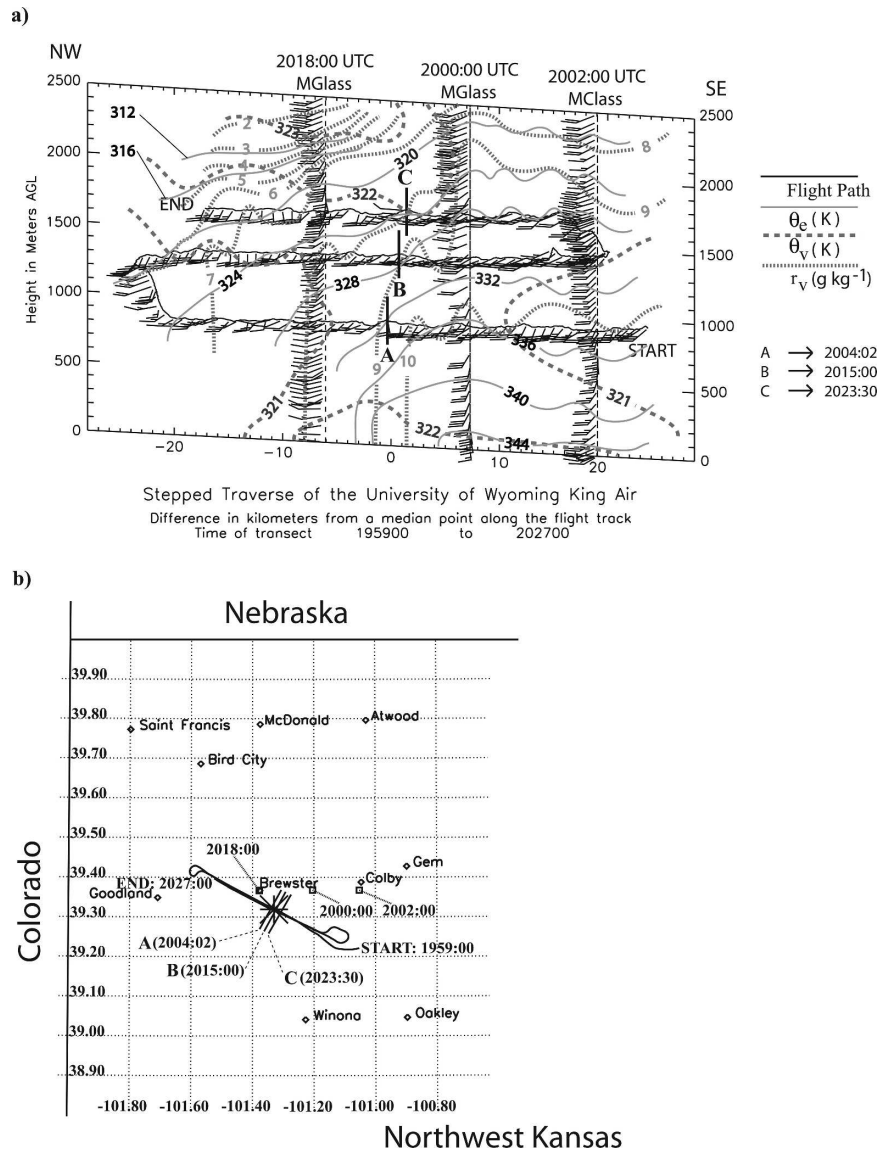 a)
NW
2018:00 UTC
MGlass
2000:00 UTC
MGlass
2002:00 UTC
MClass
SE
2500
2000
1500
1000
500
0
Height in Meters AGL
2500
2000
1500
1000
500
0
312
316
END
2
323
3
4
5
6
7
324
322
320
C
328
B
332
8
9
A
9
10
336
START
321
340
321
322
344
-20
-10
0
10
20
Flight Path
θe (K)
θv (K)
rv (g kg-1)
A → 2004:02
B → 2015:00
C → 2023:30
Stepped Traverse of the University of Wyoming King Air
Difference in kilometers from a median point along the flight track
Time of transect 195900 to 202700
b)
Nebraska
Colorado
39.90
39.80
39.70
39.60
39.50
39.40
39.30
39.20
39.10
39.00
38.90
Saint Francis
McDonald
Atwood
Bird City
2018:00
Gem
END: 2027:00
Brewster
Colby
Goodland
2000:00
2002:00
A (2004:02)
START: 1959:00
B (2015:00)
C (2023:30)
Winona
Oakley
-101.80 -101.60 -101.40 -101.20 -101.00 -100.80
Northwest Kansas